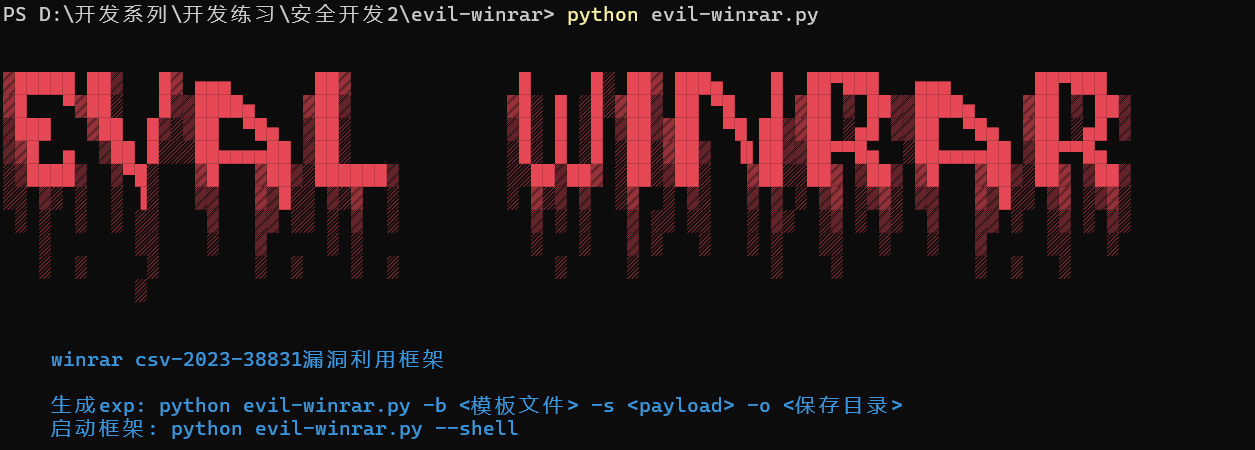 PS D:\开发系列\开发练习\安全开发2\evil-winrar> python evil-winrar.py
EVAL WINRAR
winrar csv-2023-38831漏洞利用框架
生成exp: python evil-winrar.py -b <模板文件> -s <payload> -o <保存目录>
启动框架: python evil-winrar.py --shell